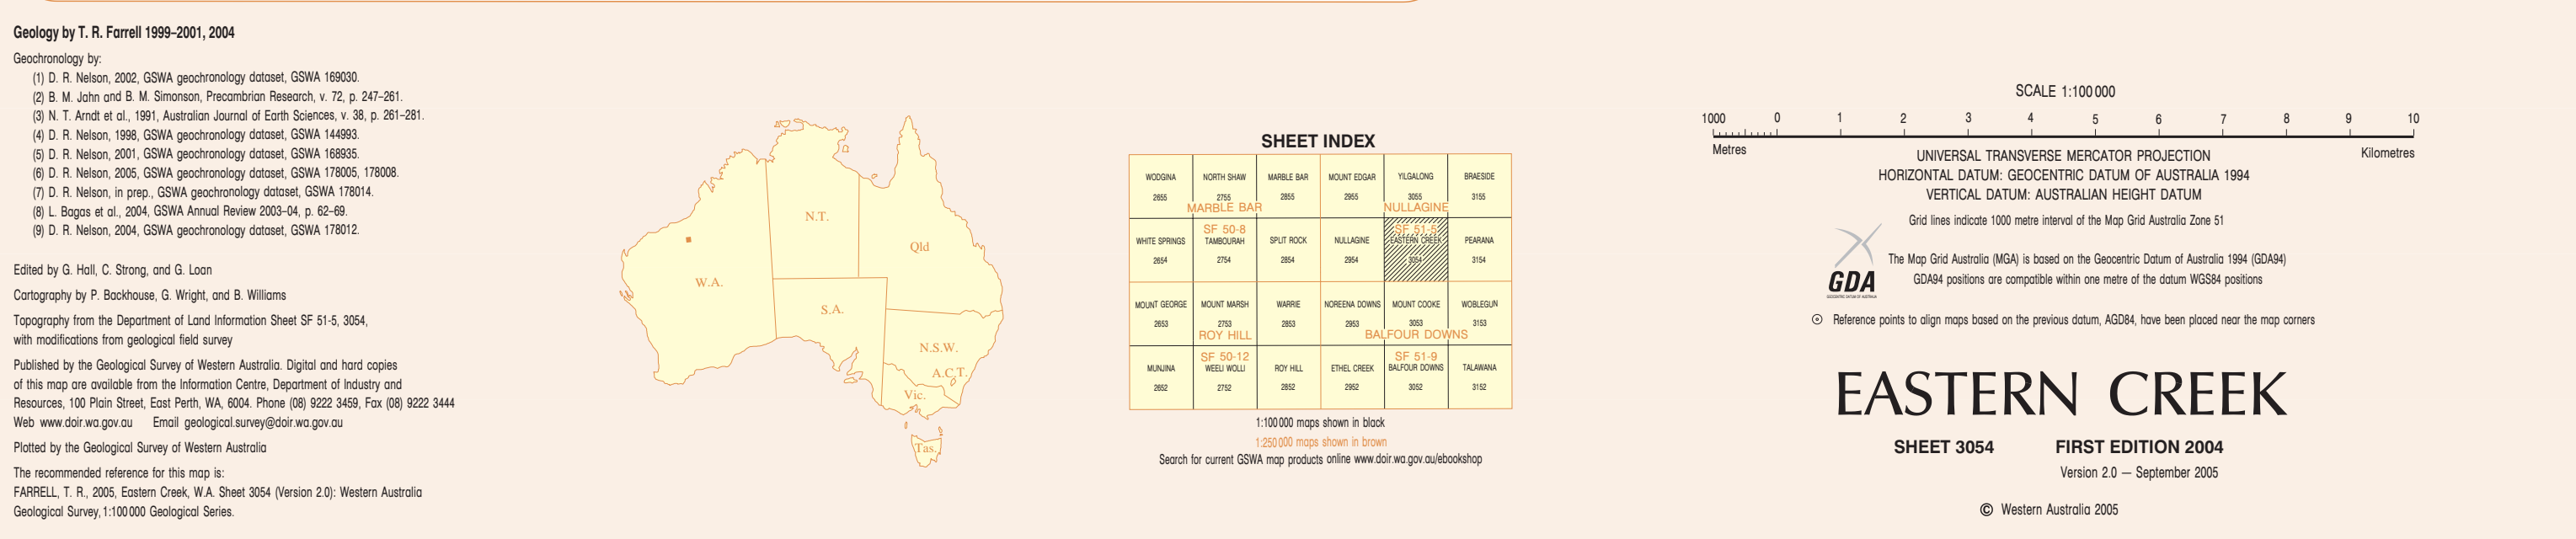 Geology by T. R. Farrell 1999–2001, 2004
Geochronology by:
(1) D. R. Nelson, 2002, GSWA geochronology dataset, GSWA 169030.
(2) B. M. Jahn and B. M. Simonson, Precambrian Research, v. 72, p. 247–261.
(3) N. T. Arndt et al., 1991, Australian Journal of Earth Sciences, v. 38, p. 261–281.
(4) D. R. Nelson, 1998, GSWA geochronology dataset, GSWA 144993.
(5) D. R. Nelson, 2001, GSWA geochronology dataset, GSWA 168935.
(6) D. R. Nelson, 2005, GSWA geochronology dataset, GSWA 178005, 178008.
(7) D. R. Nelson, in prep., GSWA geochronology dataset, GSWA 178014.
(8) L. Bagas et al., 2004, GSWA Annual Review 2003–04, p. 62–69.
(9) D. R. Nelson, 2004, GSWA geochronology dataset, GSWA 178012.
Edited by G. Hall, C. Strong, and G. Loan
Cartography by P. Backhouse, G. Wright, and B. Williams
Topography from the Department of Land Information Sheet SF 51-5, 3054,
with modifications from geological field survey
Published by the Geological Survey of Western Australia. Digital and hard copies
of this map are available from the Information Centre, Department of Industry and
Resources, 100 Plain Street, East Perth, WA, 6004. Phone (08) 9222 3459, Fax (08) 9222 3444
Web www.doir.wa.gov.au Email geological.survey@doir.wa.gov.au
Plotted by the Geological Survey of Western Australia
The recommended reference for this map is:
FARRELL, T. R., 2005, Eastern Creek, W.A. Sheet 3054 (Version 2.0): Western Australia
Geological Survey, 1:100 000 Geological Series.
N.T.
Qld
W.A.
S.A.
N.S.W.
A.C.T.
Vic.
Tas.
SHEET INDEX
WODGINA NORTH SHAW MARBLE BAR MOUNT EDGAR YILGALONG BRAESIDE
2655 2755 2855 2955 3055 3155
MARBLE BAR NULLAGINE
SF 50-8 SF 51-5
WHITE SPRINGS TAMBOURAH SPLIT ROCK NULLAGINE EASTERN CREEK PEARANA
2654 2754 2854 2954 3054 3154
MOUNT GEORGE MOUNT MARSH WARRIE NOREENA DOWNS MOUNT COOKE WOBLEGUN
2653 2753 2853 2953 3053 3153
ROY HILL BALFOUR DOWNS
SF 50-12 SF 51-9
MUNJINA WEELI WOLLI ROY HILL ETHEL CREEK BALFOUR DOWNS TALAWANA
2652 2752 2852 2952 3052 3152
1:100 000 maps shown in black
1:250 000 maps shown in brown
Search for current GSWA map products online www.doir.wa.gov.au/ebookshop
SCALE 1:100 000
1000 0 1 2 3 4 5 6 7 8 9 10
Metres Kilometres
UNIVERSAL TRANSVERSE MERCATOR PROJECTION
HORIZONTAL DATUM: GEOCENTRIC DATUM OF AUSTRALIA 1994
VERTICAL DATUM: AUSTRALIAN HEIGHT DATUM
Grid lines indicate 1000 metre interval of the Map Grid Australia Zone 51
GDA
GEOCENTRIC DATUM OF AUSTRALIA
The Map Grid Australia (MGA) is based on the Geocentric Datum of Australia 1994 (GDA94)
GDA94 positions are compatible within one metre of the datum WGS84 positions
Reference points to align maps based on the previous datum, AGD84, have been placed near the map corners
EASTERN CREEK
SHEET 3054 FIRST EDITION 2004
Version 2.0 — September 2005
© Western Australia 2005